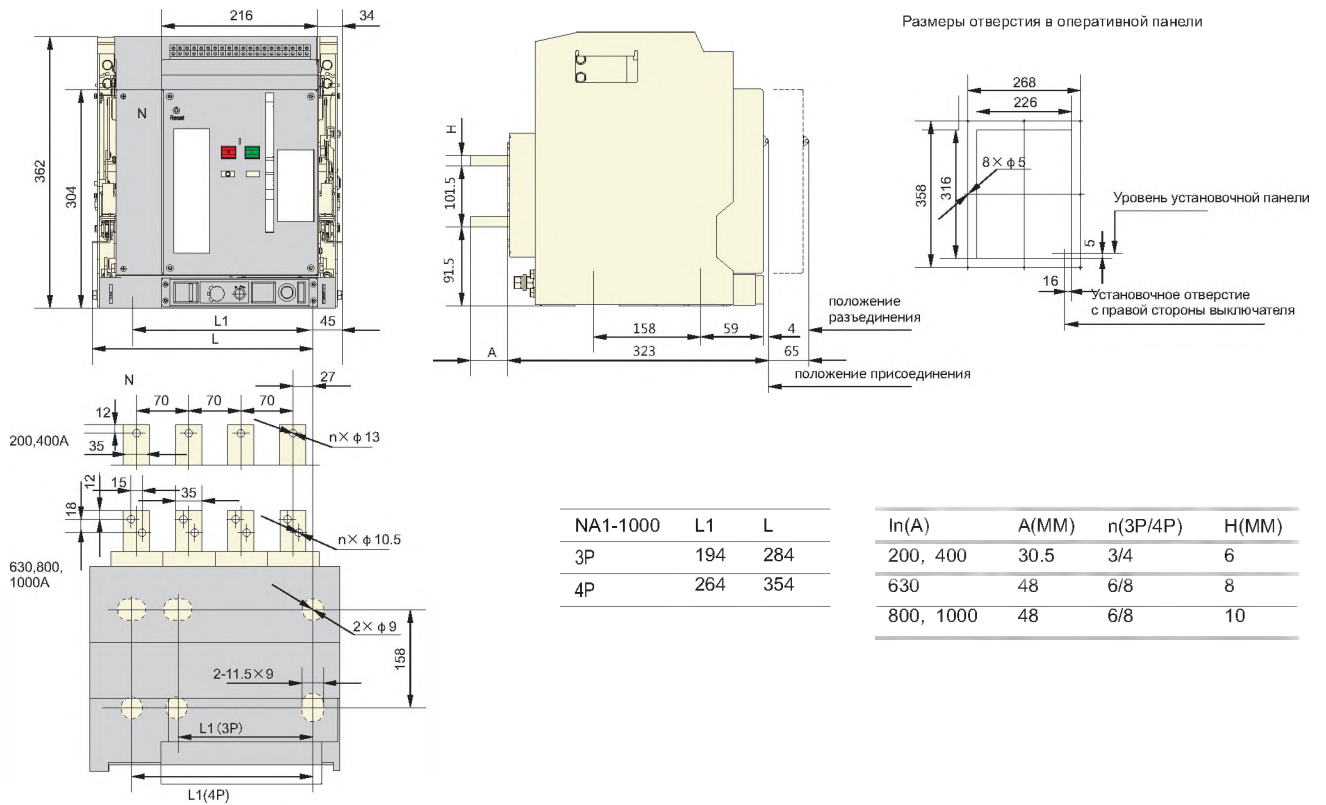 216
34
362
304
N
Reset
I
L1
45
L
N
27
70
70
70
12
200,400A
35
n×ϕ13
12
15
35
18
n×ϕ10.5
630,800,
1000A
2×ϕ9
158
2-11.5×9
L1(3P)
L1(4P)
H
101.5
91.5
158
59
4
A
323
65
положение
разъединения
положение присоединения
Размеры отверстия в оперативной панели
268
226
358
316
8×ϕ5
Уровень установочной панели
5
16
Установочное отверстие
с правой стороны выключателя
NA1-1000 L1 L
3P 194 284
4P 264 354
In(A) A(MM) n(3P/4P) H(MM)
200, 400 30.5 3/4 6
630 48 6/8 8
800, 1000 48 6/8 10